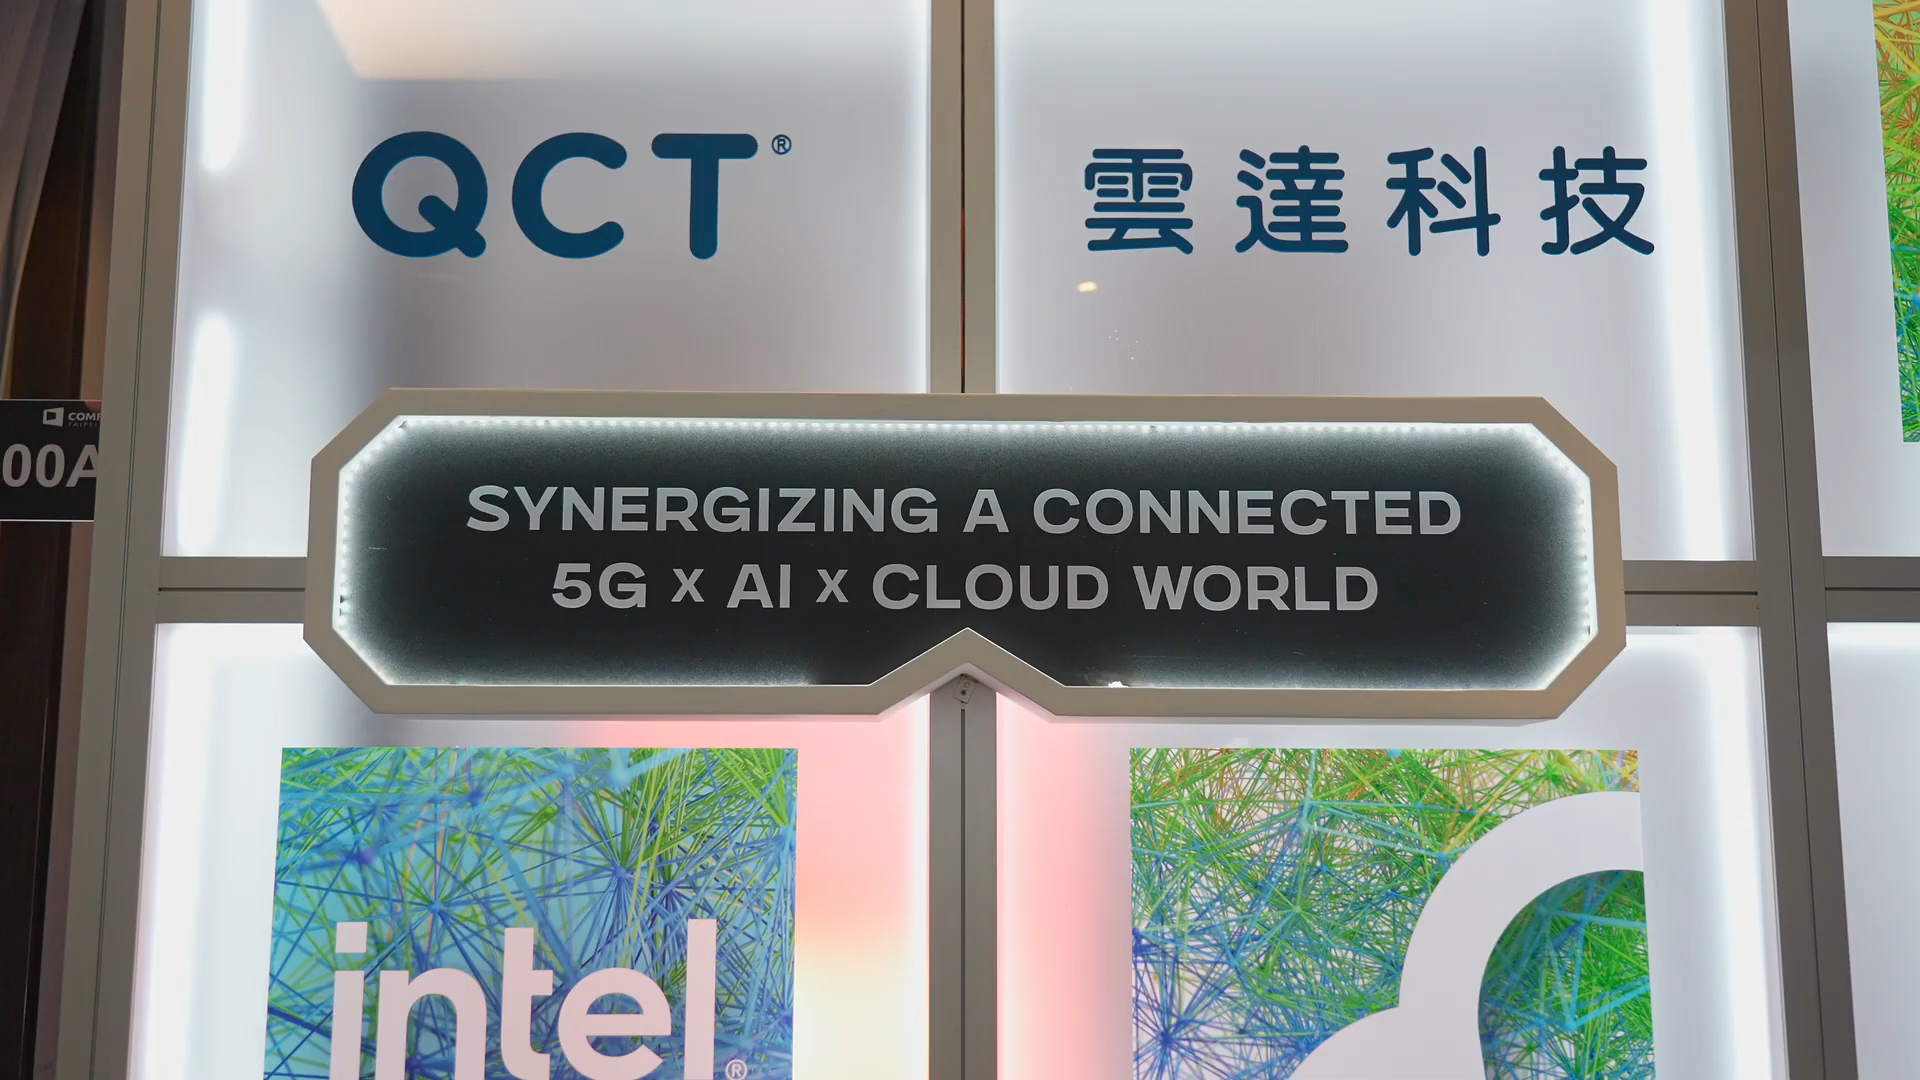 QCT®
雲達科技
SYNERGIZING A CONNECTED
5G x AI x CLOUD WORLD
intel®